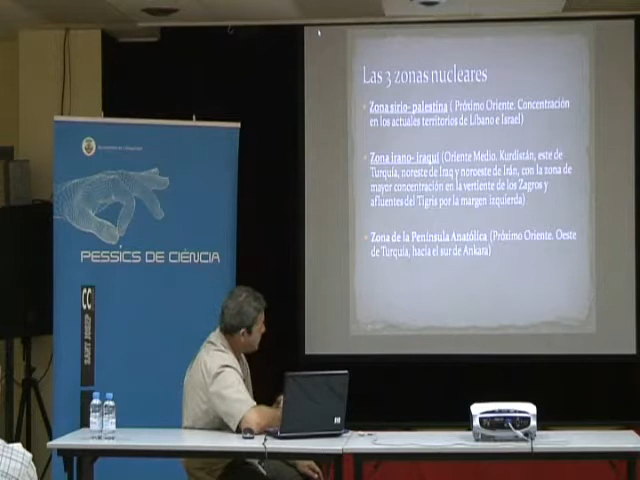 Las 3 zonas nucleares
Zona sirio- palestina ( Próximo Oriente. Concentración
en los actuales territorios de Líbano e Israel)
Zona irano- iraquí (Oriente Medio. Kurdistán, este de
Turquía, noreste de Iraq y noroeste de Irán, con la zona de
mayor concentración en la vertiente de los Zagros y
afluentes del Tigris por la margen izquierda)
Zona de la Península Anatólica (Próximo Oriente. Oeste
de Turquía, hacia el sur de Ankara)
PESSICS DE CIÈNCIA
SANT JOSEP
hp